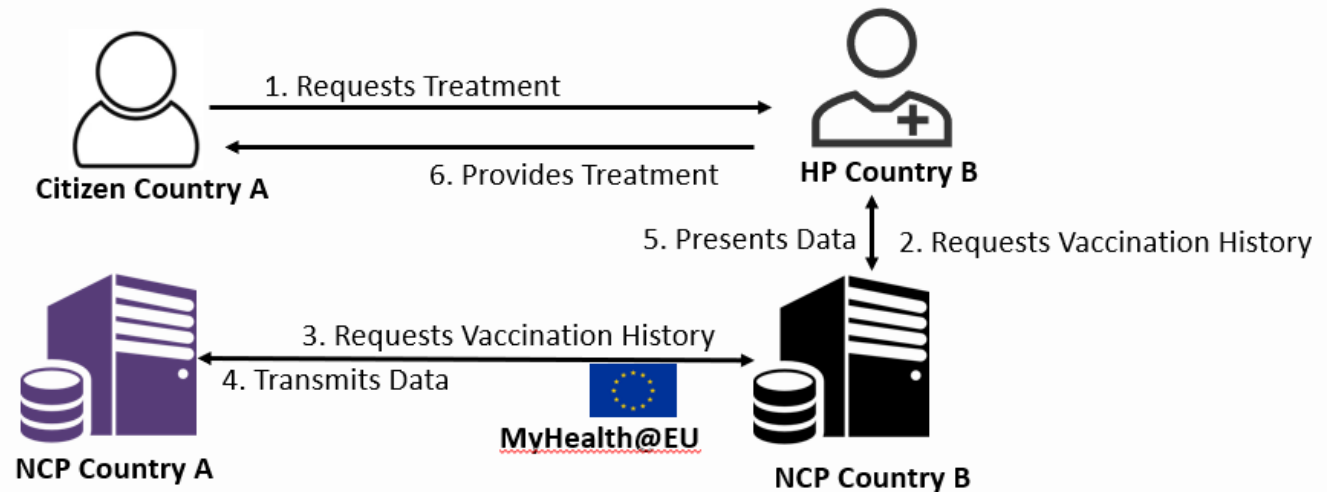 1. Requests Treatment
6. Provides Treatment
Citizen Country A
HP Country B
5. Presents Data
2. Requests Vaccination History
3. Requests Vaccination History
4. Transmits Data
MyHealth@EU
NCP Country A
NCP Country B